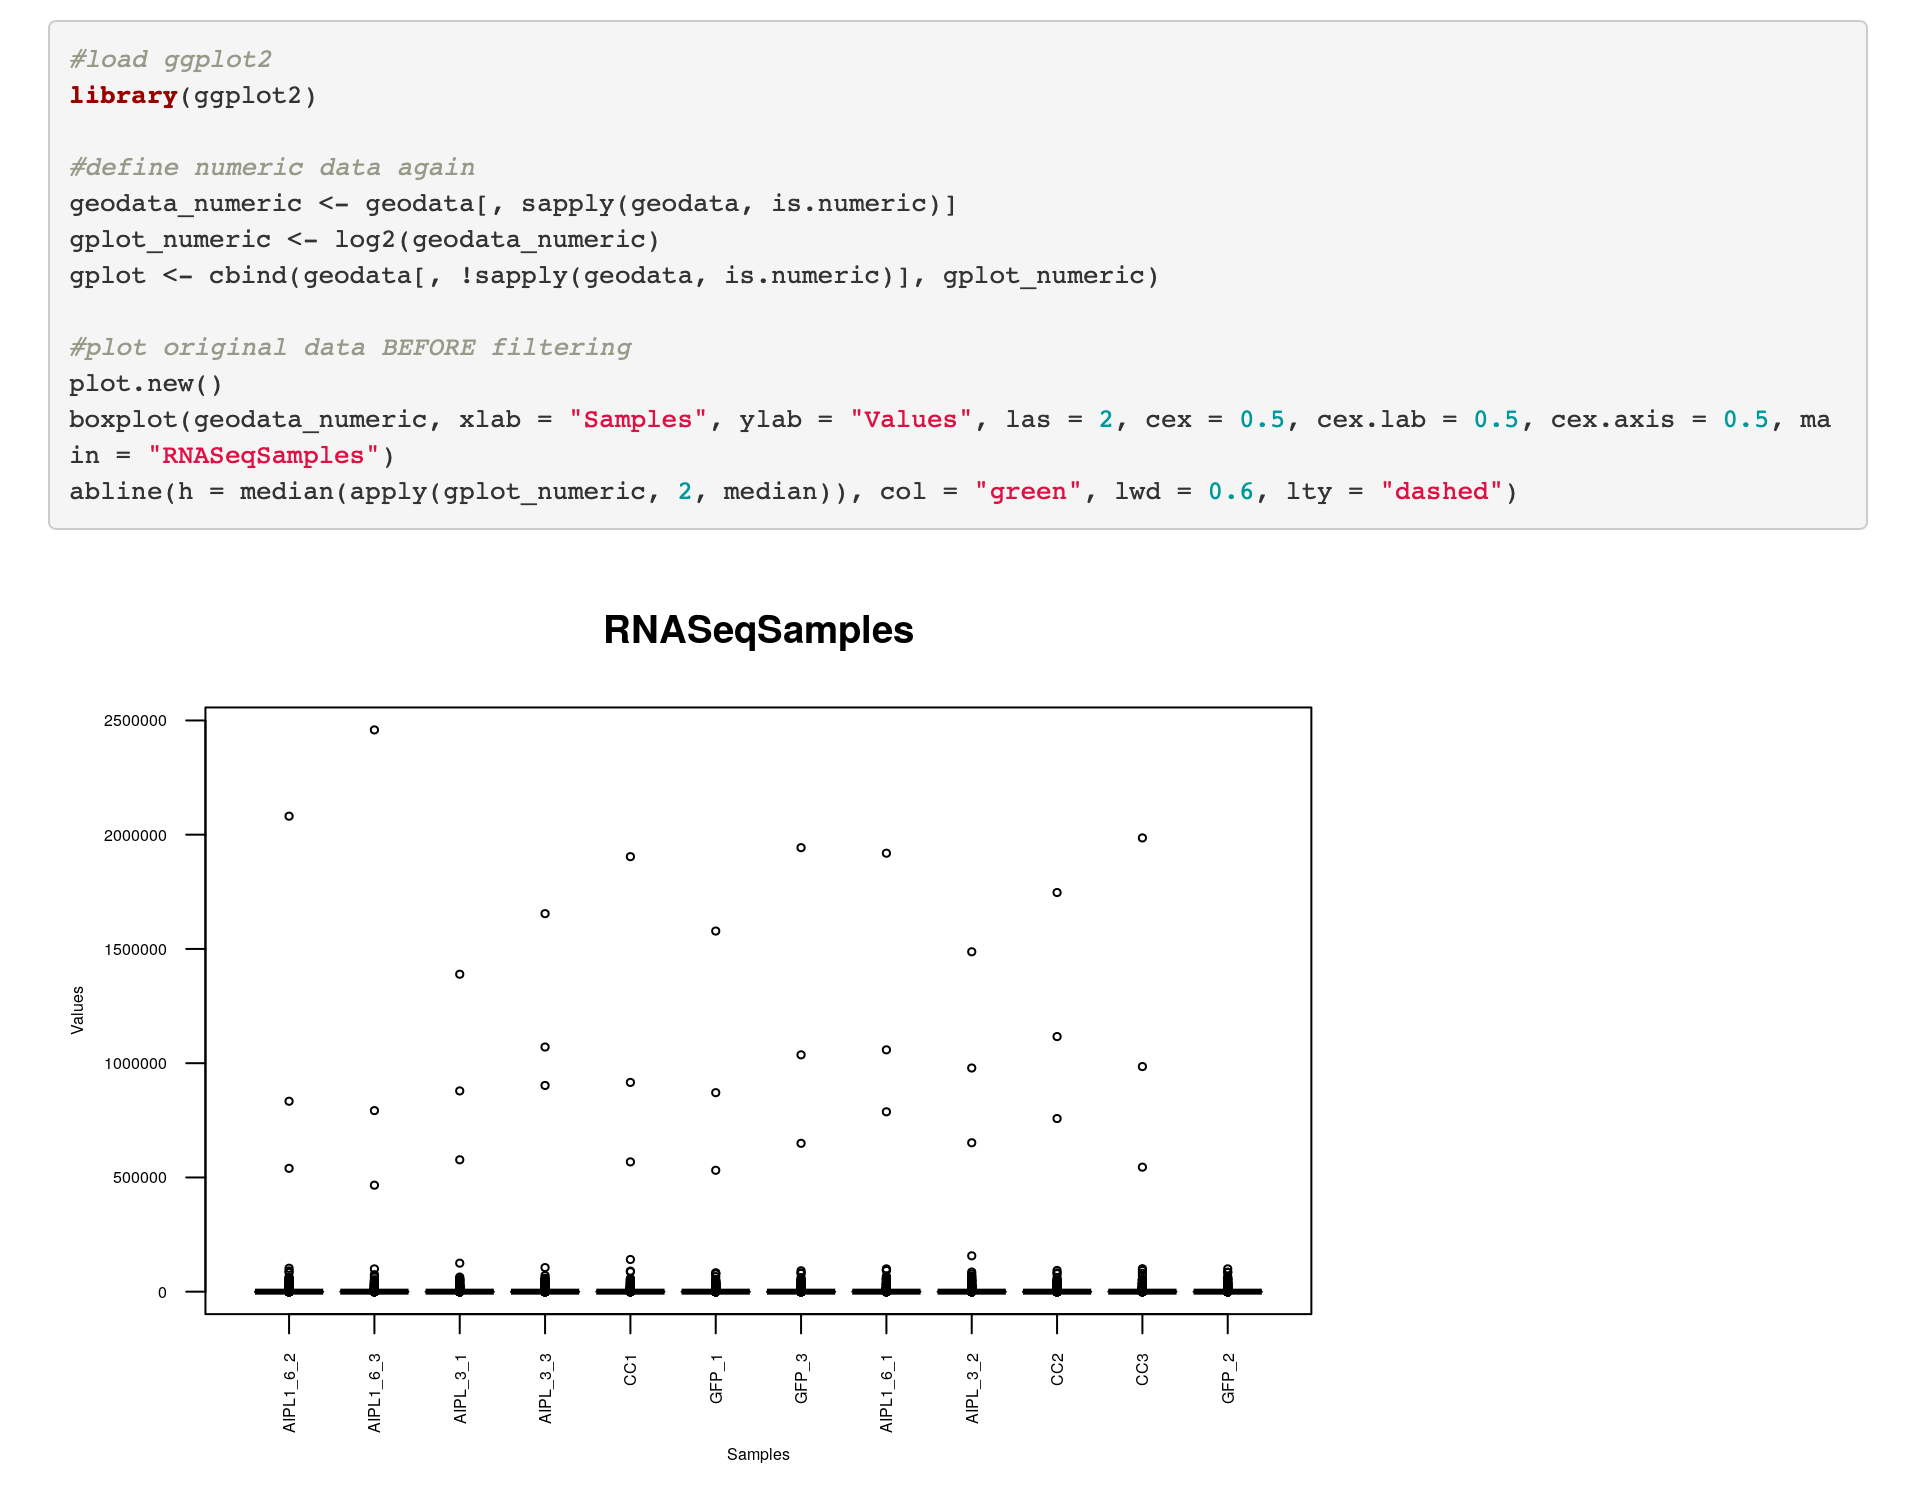 #load ggplot2
library(ggplot2)
#define numeric data again
geodata_numeric <- geodata[, sapply(geodata, is.numeric)]
gplot_numeric <- log2(geodata_numeric)
gplot <- cbind(geodata[, !sapply(geodata, is.numeric)], gplot_numeric)
#plot original data BEFORE filtering
plot.new()
boxplot(geodata_numeric, xlab = "Samples", ylab = "Values", las = 2, cex = 0.5, cex.lab = 0.5, cex.axis = 0.5, ma
in = "RNASeqSamples")
abline(h = median(apply(gplot_numeric, 2, median)), col = "green", lwd = 0.6, lty = "dashed")
RNASeqSamples
2500000
2000000
1500000
1000000
500000
0
Values
AIPL1_6_2
AIPL1_6_3
AIPL_3_1
AIPL_3_3
CC1
GFP_1
GFP_3
AIPL1_6_1
AIPL_3_2
CC2
CC3
GFP_2
Samples